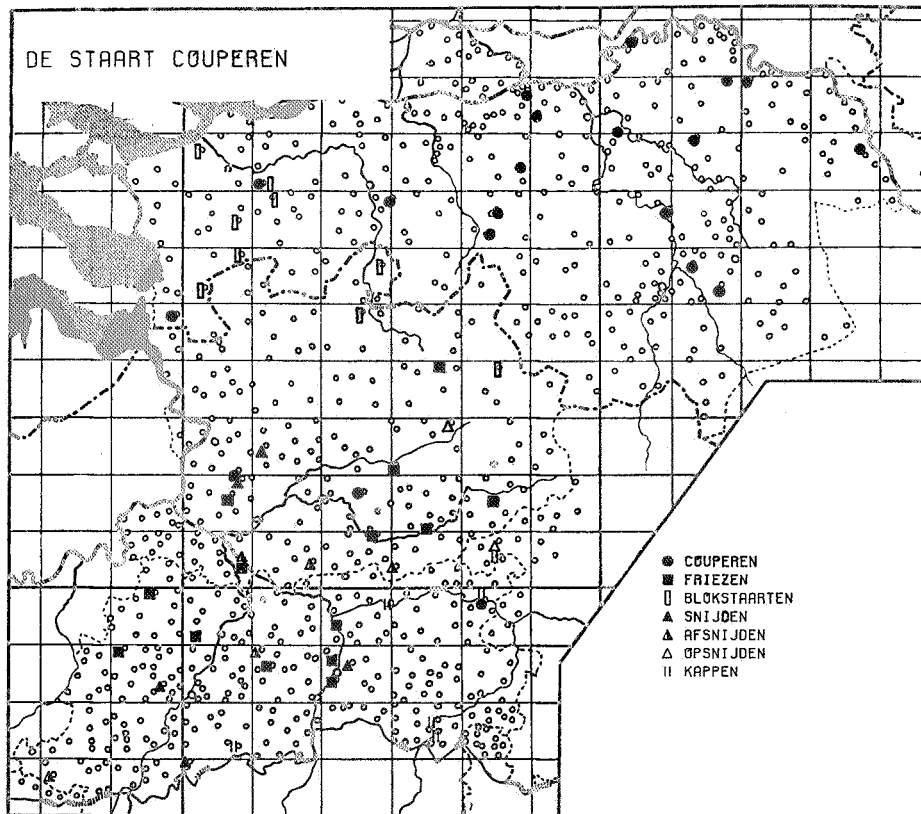 DE STAART COUPEREN
COUPEREN
FRIEZEN
BLOKSTAARTEN
SNIJDEN
AFSNIJDEN
OPSNIJDEN
KAPPEN